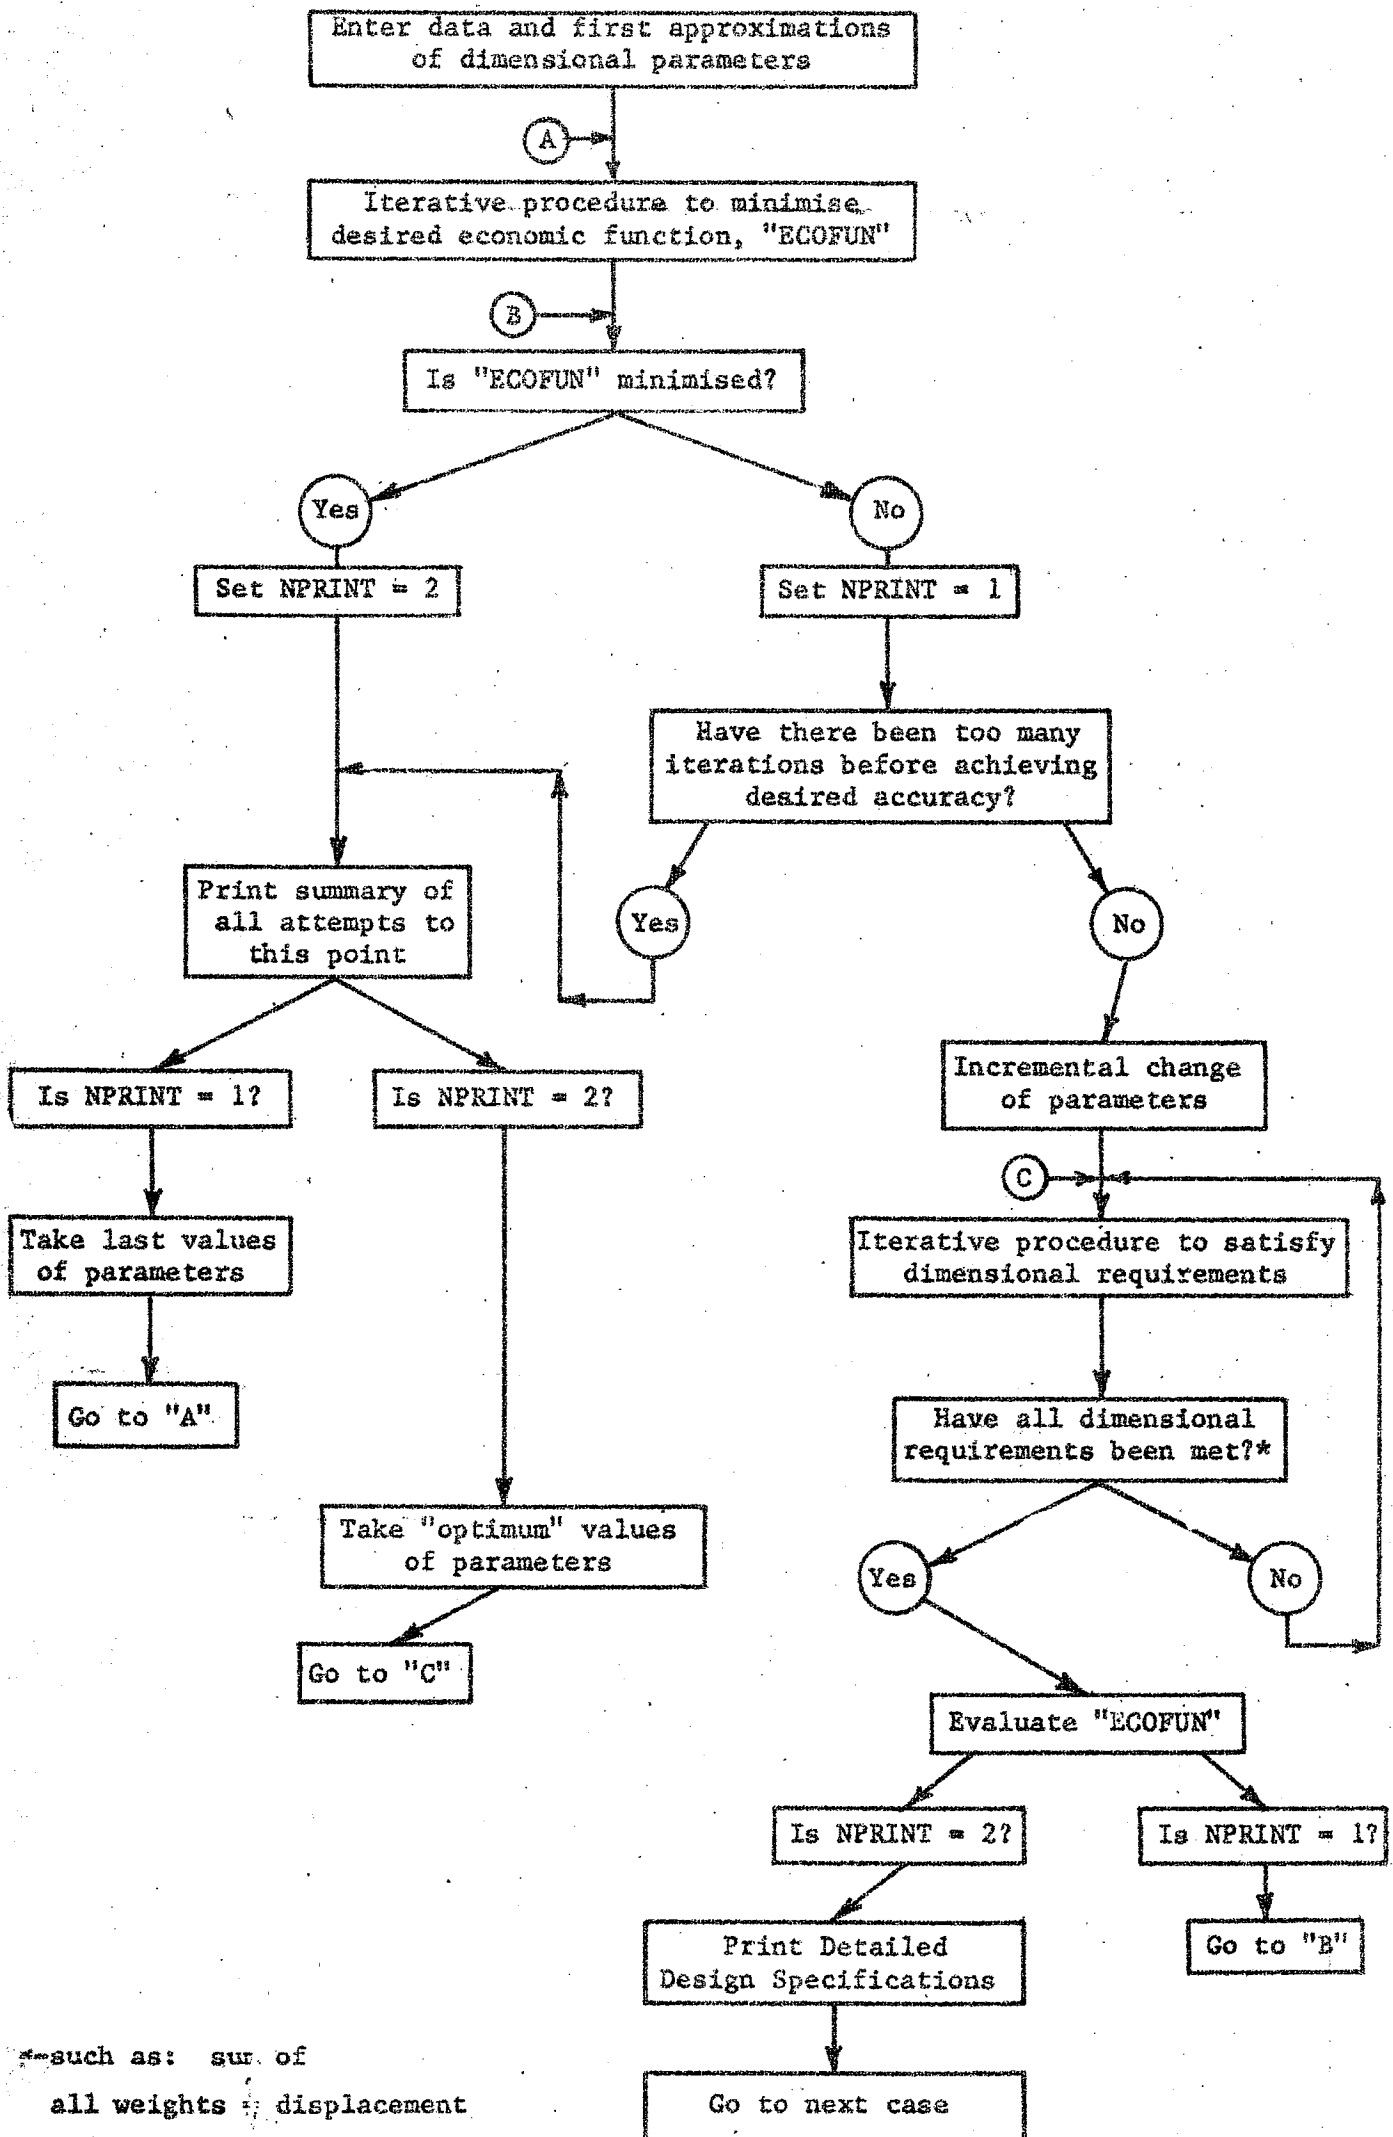 Enter data and first approximations
of dimensional parameters
A
Iterative procedure to minimise
desired economic function, "ECOFUN"
B
Is "ECOFUN" minimised?
Yes
No
Set NPRINT = 2
Set NPRINT = 1
Have there been too many
iterations before achieving
desired accuracy?
Print summary of
all attempts to
this point
Yes
No
Is NPRINT = 1?
Is NPRINT = 2?
Incremental change
of parameters
C
Take last values
of parameters
Iterative procedure to satisfy
dimensional requirements
Go to "A"
Have all dimensional
requirements been met?*
Take "optimum" values
of parameters
Yes
No
Go to "C"
Evaluate "ECOFUN"
Is NPRINT = 2?
Is NPRINT = 1?
Print Detailed
Design Specifications
Go to "B"
*-such as: sum of
all weights = displacement
Go to next case